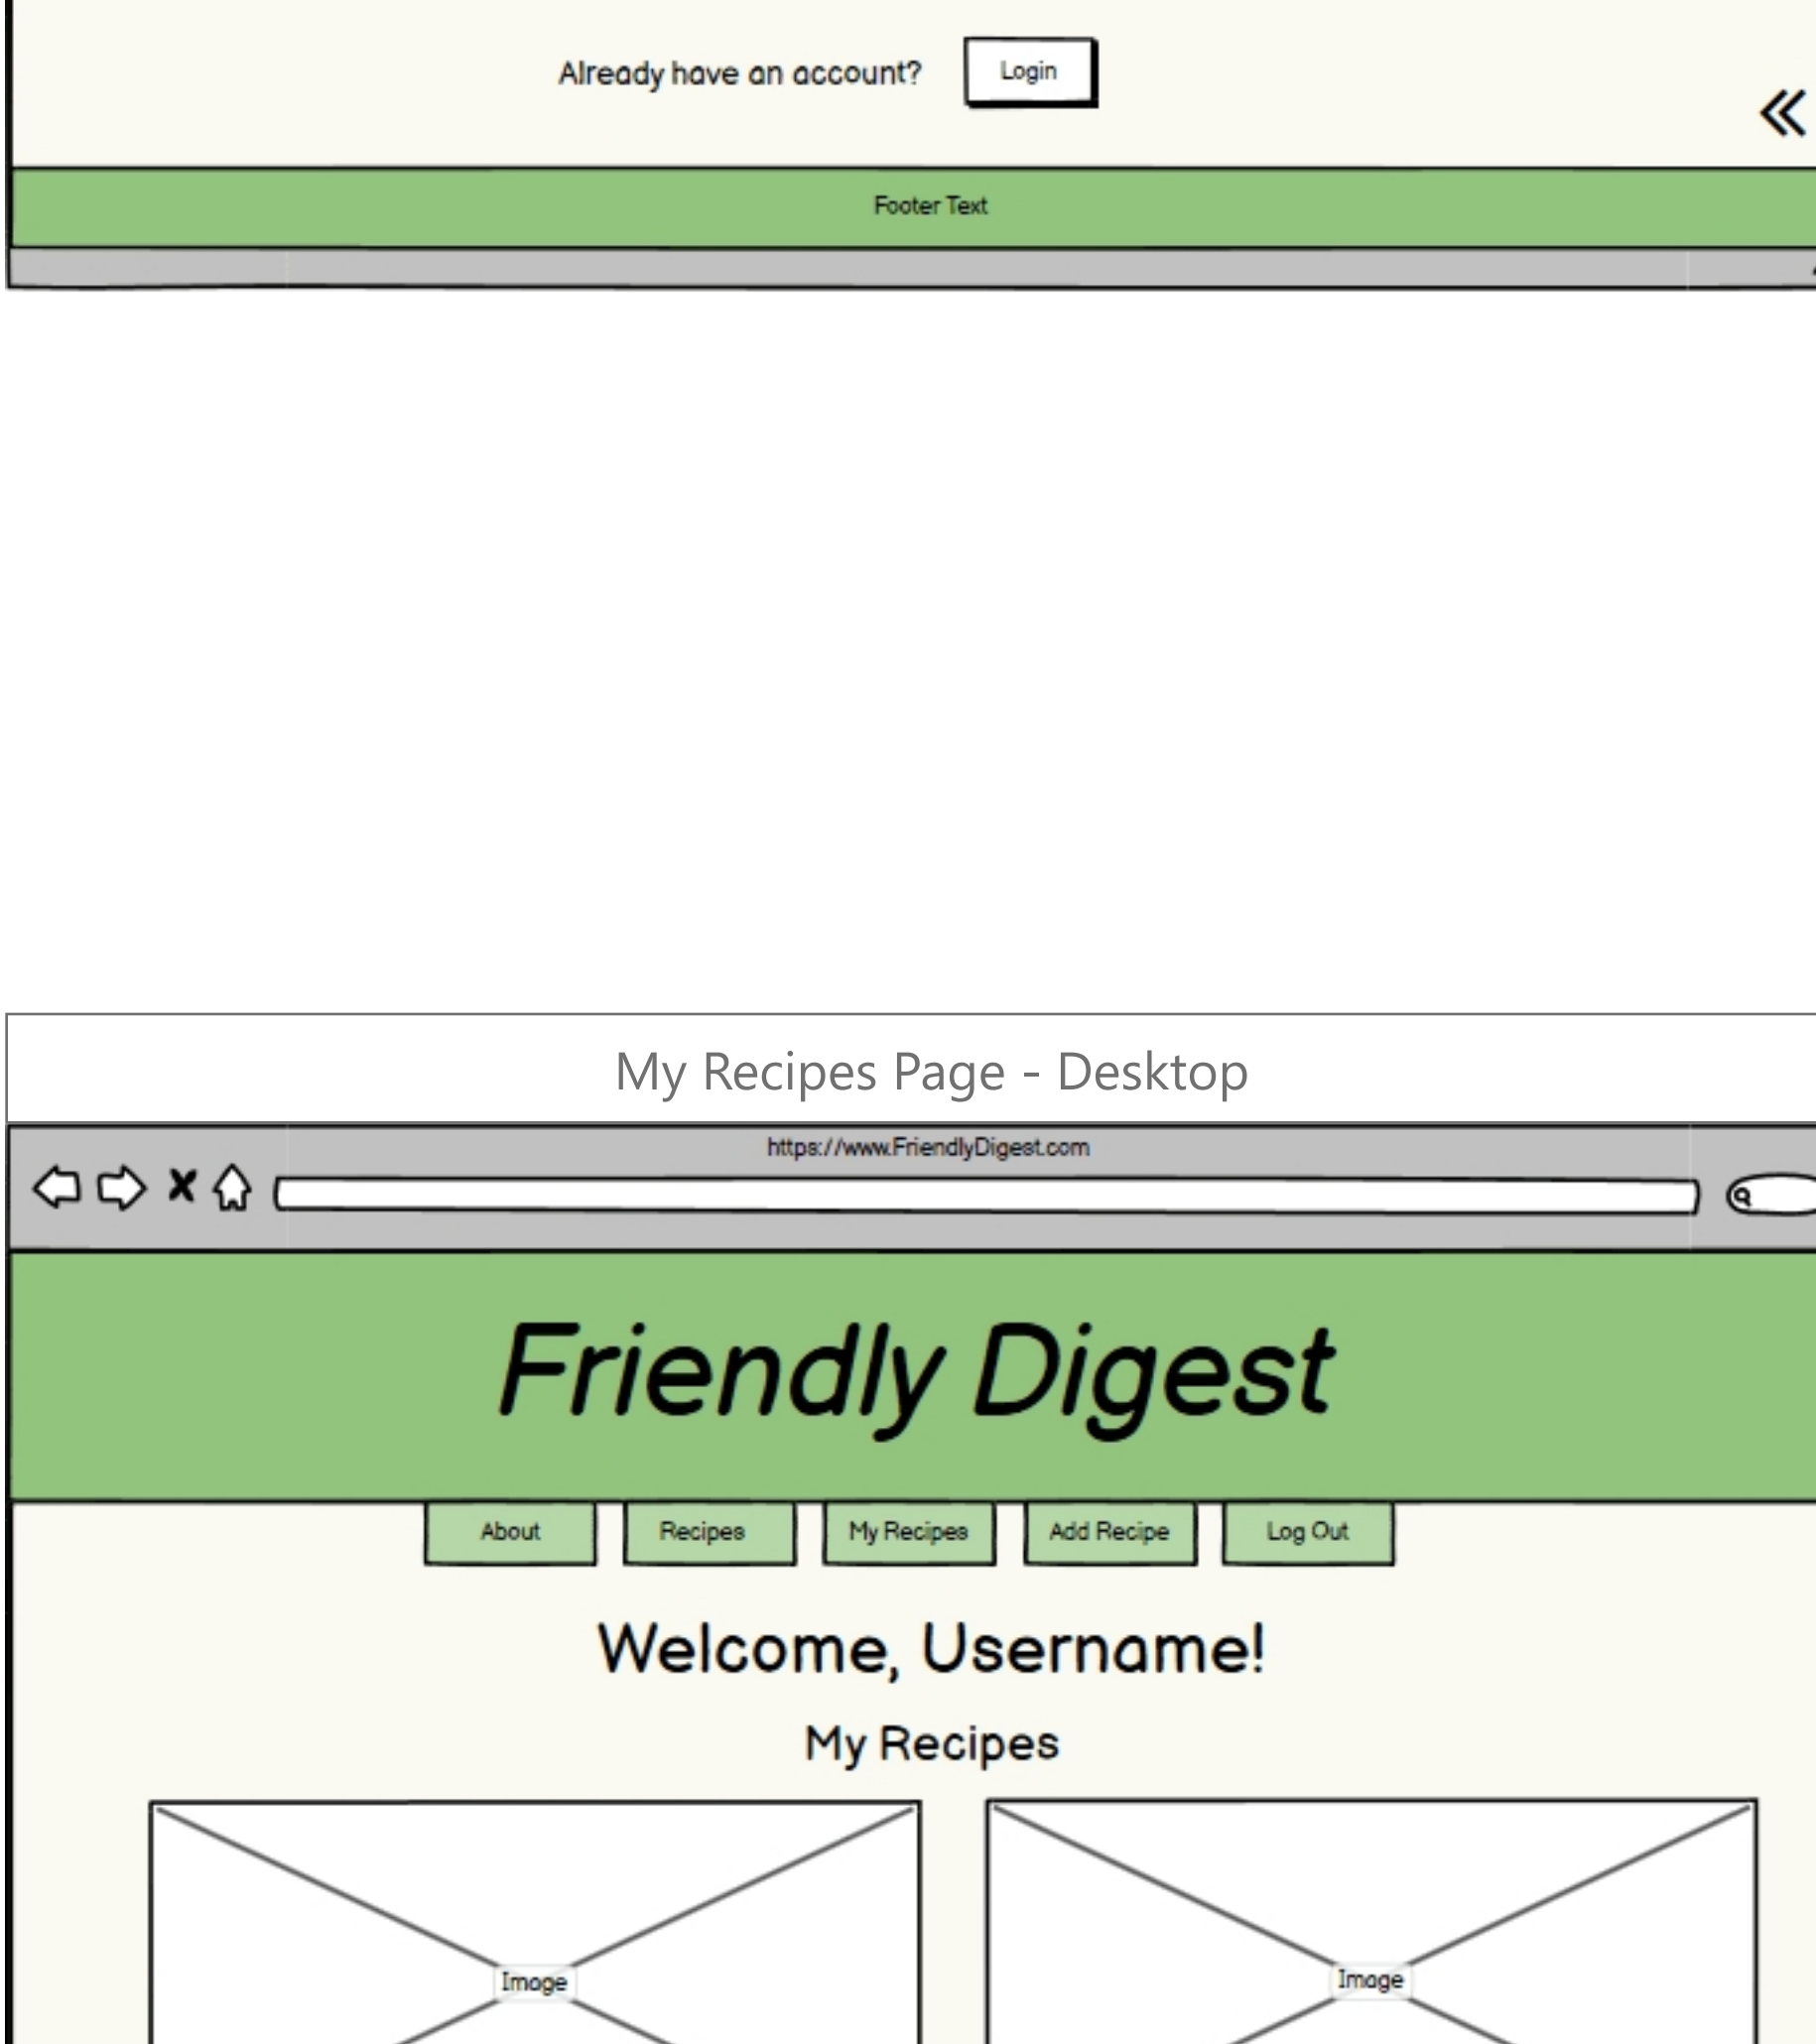 Already have an account? Login
Footer Text
My Recipes Page - Desktop
https://www.FriendlyDigest.com
Friendly Digest
About Recipes My Recipes Add Recipe Log Out
Welcome, Username!
My Recipes
Image Image